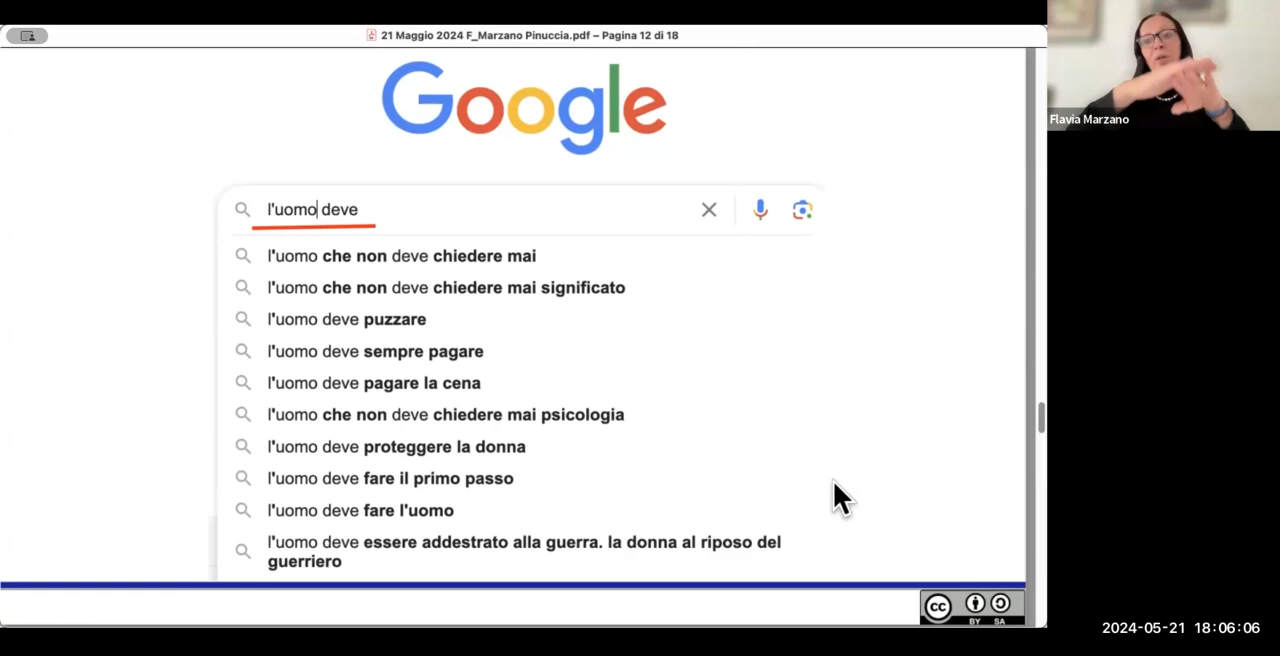 21 Maggio 2024 F_Marzano Pinuccia.pdf – Pagina 12 di 18
Google
l'uomo deve
l'uomo che non deve chiedere mai
l'uomo che non deve chiedere mai significato
l'uomo deve puzzare
l'uomo deve sempre pagare
l'uomo deve pagare la cena
l'uomo che non deve chiedere mai psicologia
l'uomo deve proteggere la donna
l'uomo deve fare il primo passo
l'uomo deve fare l'uomo
l'uomo deve essere addestrato alla guerra. la donna al riposo del
guerriero
cc
BY SA
Flavia Marzano
2024-05-21 18:06:06